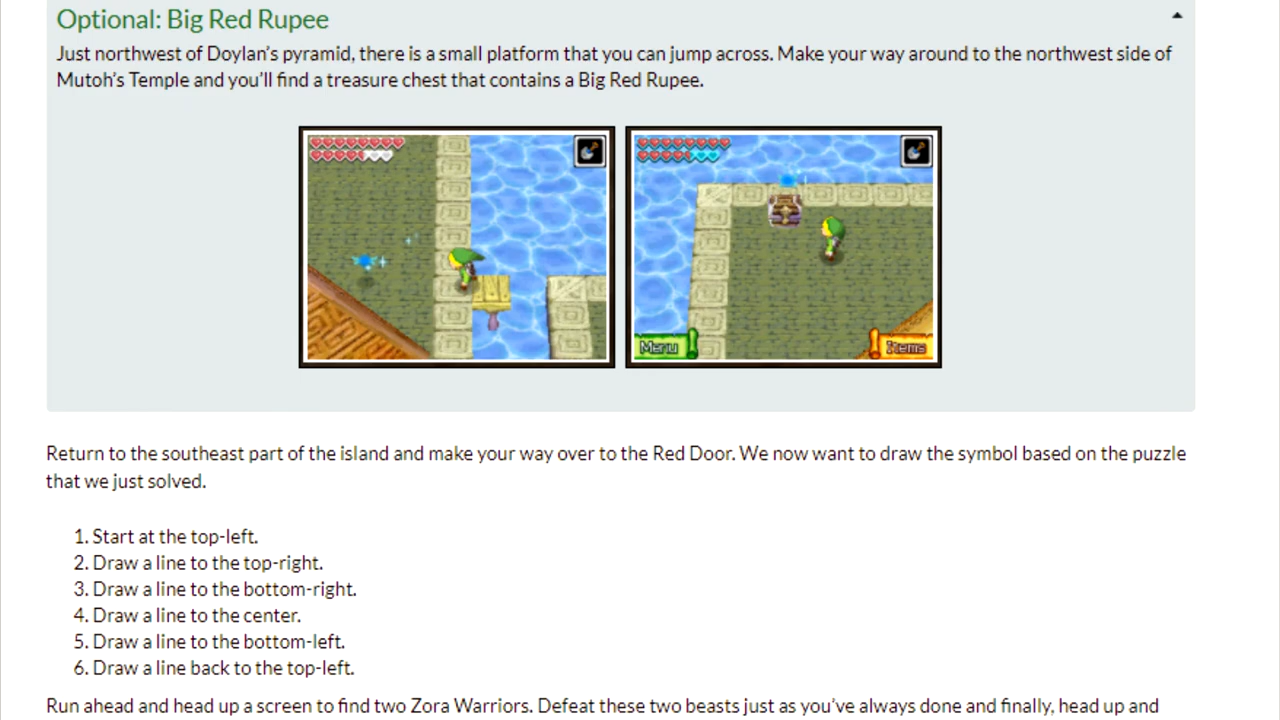 Optional: Big Red Rupee
Just northwest of Doylan's pyramid, there is a small platform that you can jump across. Make your way around to the northwest side of
Mutoh's Temple and you'll find a treasure chest that contains a Big Red Rupee.
Menu
Items
Return to the southeast part of the island and make your way over to the Red Door. We now want to draw the symbol based on the puzzle
that we just solved.
1. Start at the top-left.
2. Draw a line to the top-right.
3. Draw a line to the bottom-right.
4. Draw a line to the center.
5. Draw a line to the bottom-left.
6. Draw a line back to the top-left.
Run ahead and head up a screen to find two Zora Warriors. Defeat these two beasts just as you've always done and finally, head up and